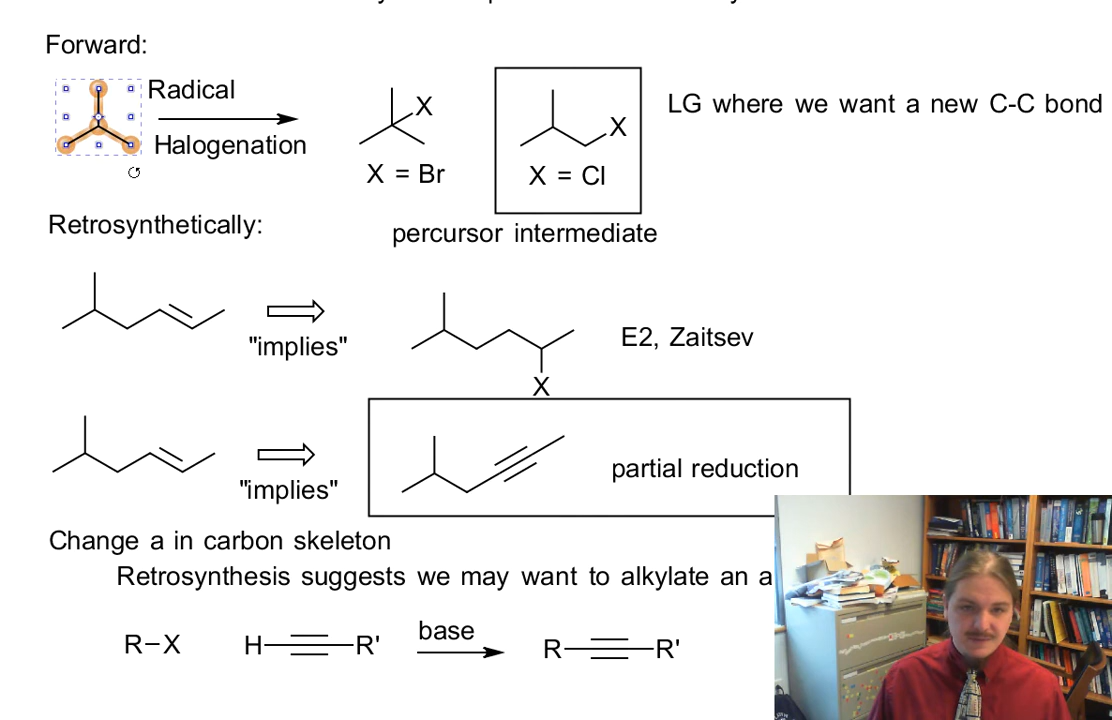 Forward:
Radical
Halogenation
X
X = Br
X
X = Cl
LG where we want a new C-C bond
Retrosynthetically:
percursor intermediate
"implies"
X
E2, Zaitsev
"implies"
partial reduction
Change a in carbon skeleton
Retrosynthesis suggests we may want to alkylate an a
R-X H R' base R R'